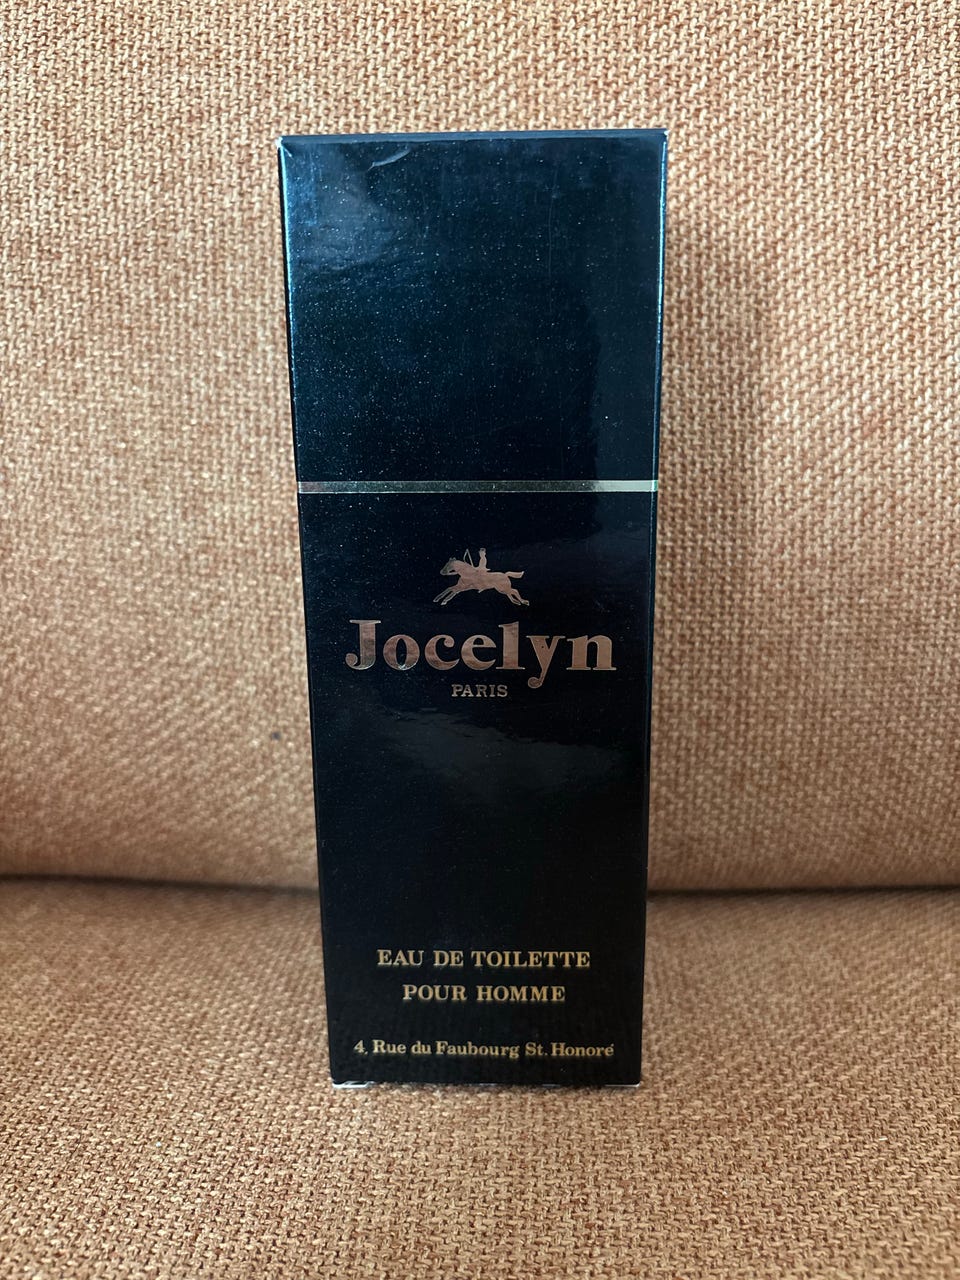 Jocelyn
PARIS
EAU DE TOILETTE
POUR HOMME
4, Rue du Faubourg St. Honoré